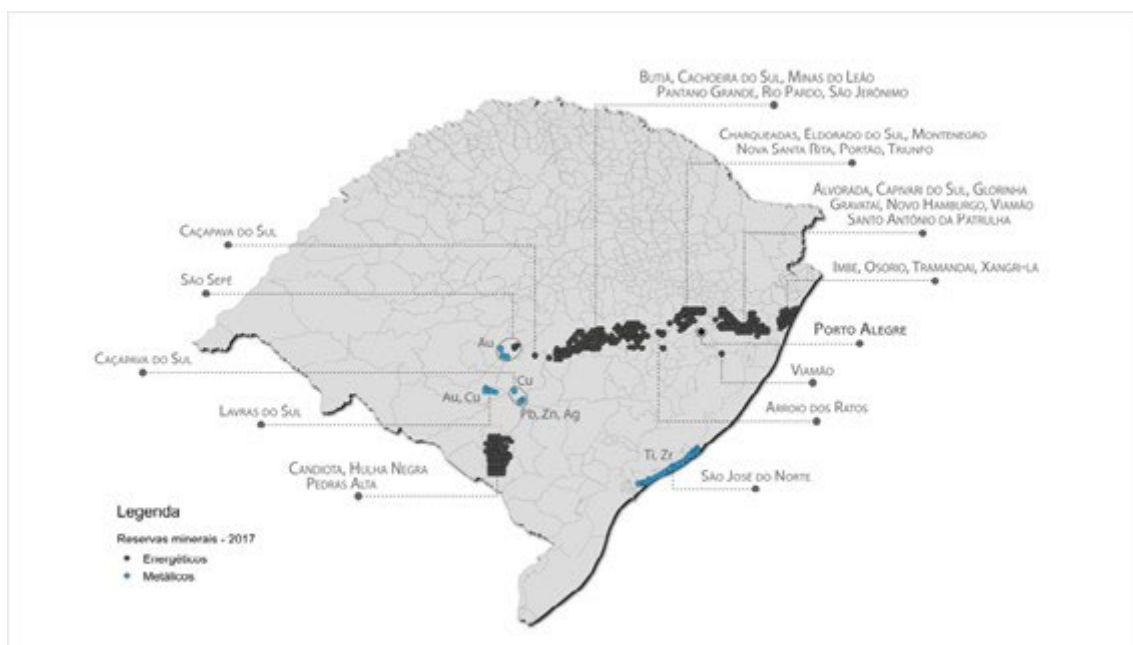 BUTIÁ, CACHOEIRA DO SUL, MINAS DO LEÃO
PANTANO GRANDE, RIO PARDO, SÃO JERÔNIMO
CHARQUEADAS, ELDORADO DO SUL, MONTENEGRO
NOVA SANTA RITA, PORTÃO, TRIUNFO
ALVORADA, CAPIVARI DO SUL, GLORINHA
GRAVATAÍ, NOVO HAMBURGO, VIAMÃO
SANTO ANTÔNIO DA PATRULHA
CAÇAPAVA DO SUL
IMBE, OSORIO, TRAMANDAI, XANGRI-LA
SÃO SEPÉ
PORTO ALEGRE
Au
CAÇAPAVA DO SUL
VIAMÃO
Cu
Au, Cu
LAVRAS DO SUL
Pb, Zn, Ag
ARROIO DOS RATOS
Ti, Zr
CANDIOTA, HULHA NEGRA
PEDRAS ALTA
SÃO JOSÉ DO NORTE
Legenda
Reservas minerais - 2017
Energéticos
Metálicos